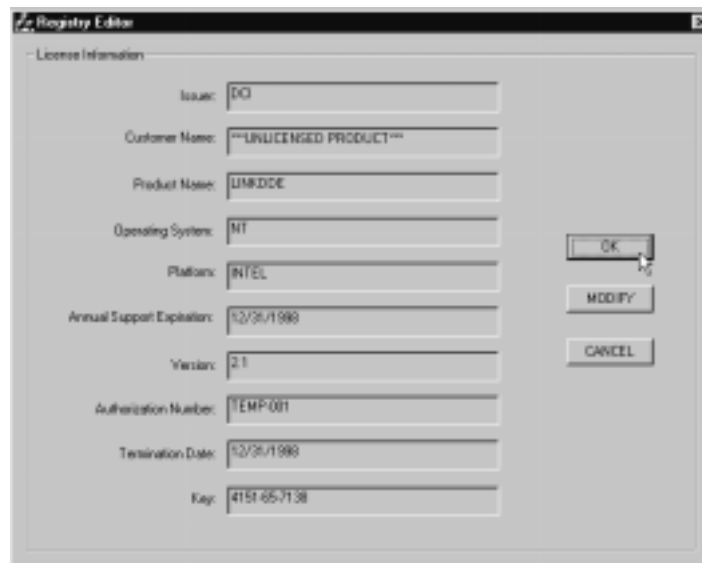 Registry Editor
License Information
Issuer: DCI
Customer Name: ***UNLICENSED PRODUCT***
Product Name: LINKDDE
Operating System: NT
Platform: INTEL
Annual Support Expiration: 12/31/1998
Version: 2.1
Authorization Number: TEMP-001
Termination Date: 12/31/1998
Key: 4151-65-7138
OK
MODIFY
CANCEL